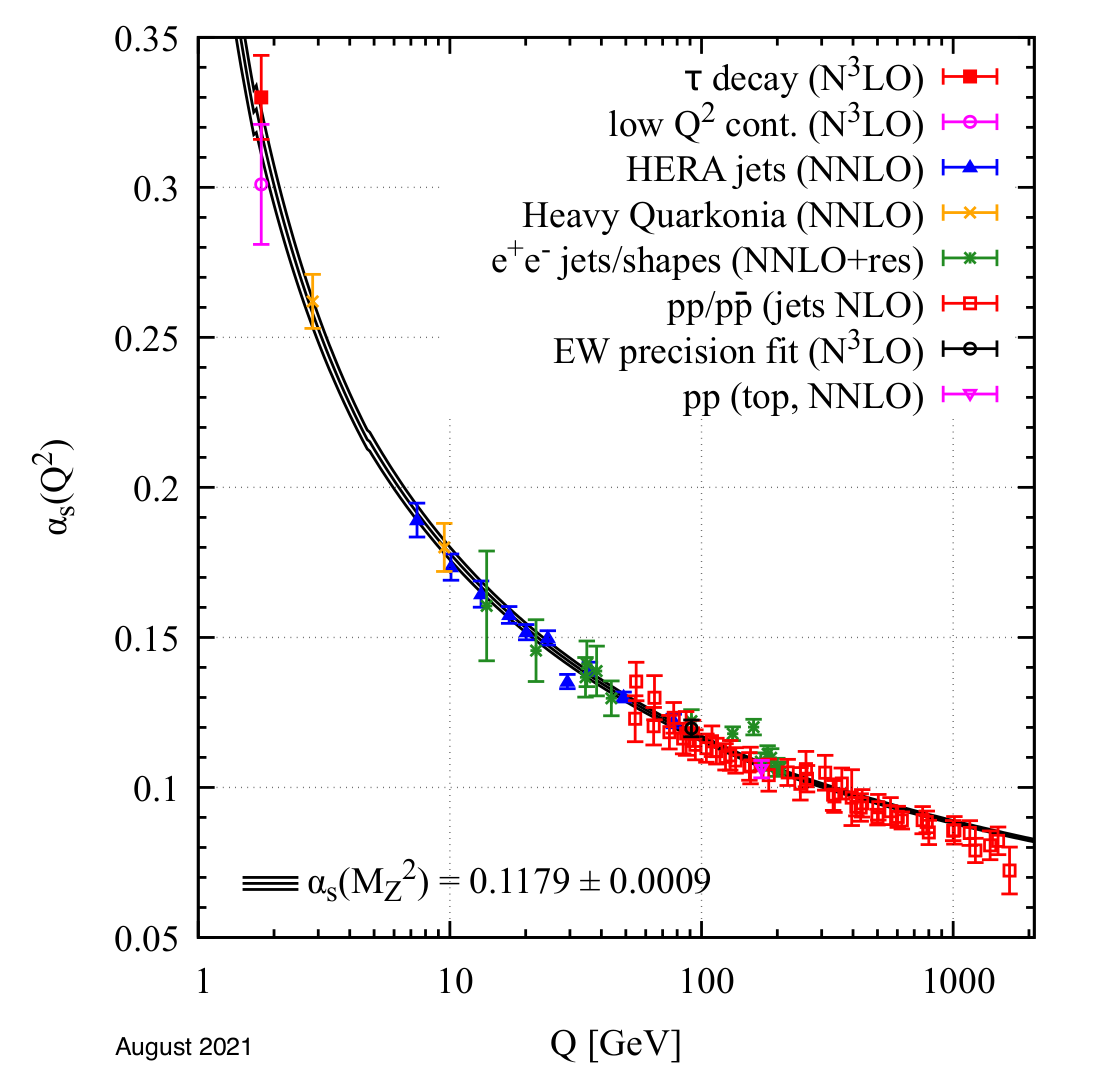 0.35
0.3
0.25
0.2
0.15
0.1
0.05
αs(Q²)
τ decay (N³LO)
low Q² cont. (N³LO)
HERA jets (NNLO)
Heavy Quarkonia (NNLO)
e⁺e⁻ jets/shapes (NNLO+res)
pp/pp̄ (jets NLO)
EW precision fit (N³LO)
pp (top, NNLO)
αs(MZ²) = 0.1179 ± 0.0009
1 10 100 1000
Q [GeV]
August 2021